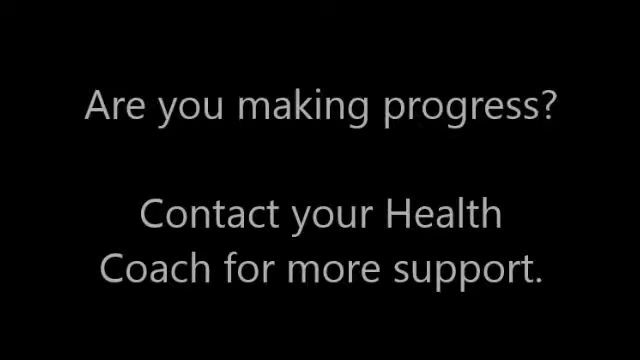 Are you making progress?
Contact your Health
Coach for more support.